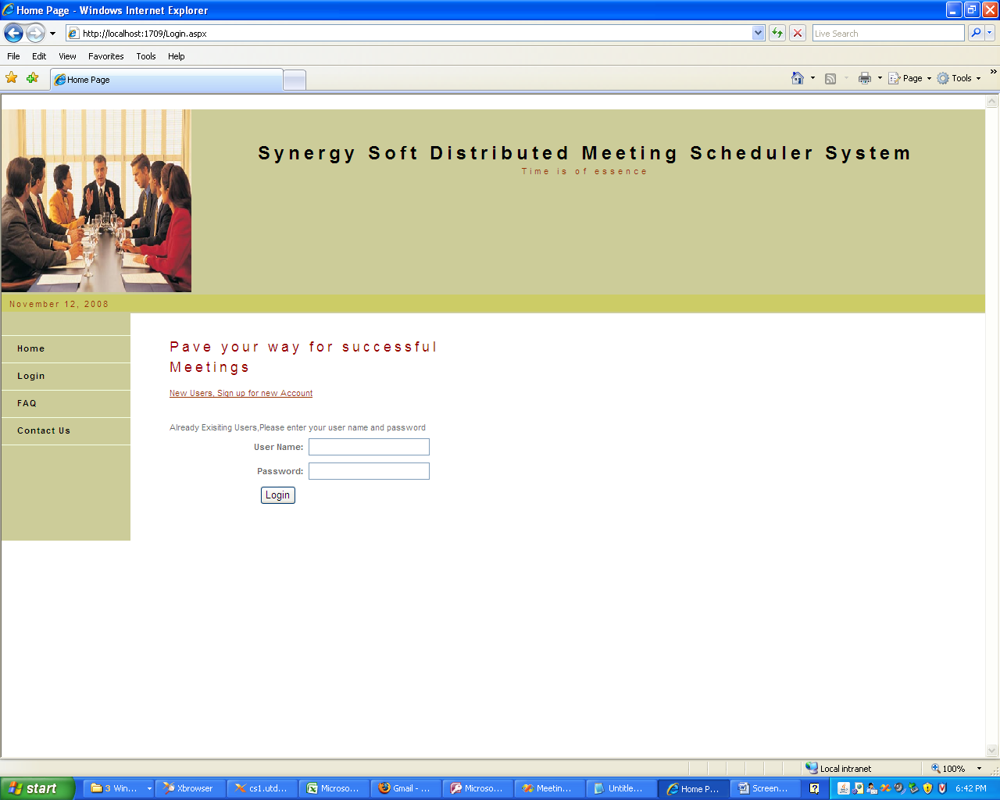 Home Page - Windows Internet Explorer
http://localhost:1709/Login.aspx
Live Search
File Edit View Favorites Tools Help
Home Page
Page Tools
Synergy Soft Distributed Meeting Scheduler System
Time is of essence
November 12, 2008
Home
Login
FAQ
Contact Us
Pave your way for successful
Meetings
New Users, Sign up for new Account
Already Exisiting Users,Please enter your user name and password
User Name:
Password:
Login
Local intranet
100%
start
3 Win...
Xbrowser
cs1.utd...
Microso...
Gmail - ...
Microso...
Meetin...
Untitle...
Home P...
Screen...
6:42 PM